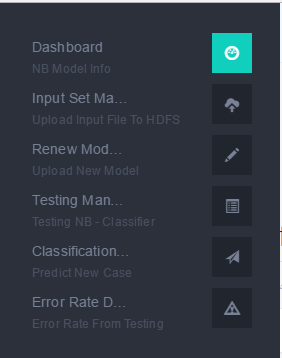 Dashboard
NB Model Info
Input Set Ma...
Upload Input File To HDFS
Renew Mod...
Upload New Model
Testing Man...
Testing NB - Classifier
Classification...
Predict New Case
Error Rate D...
Error Rate From Testing